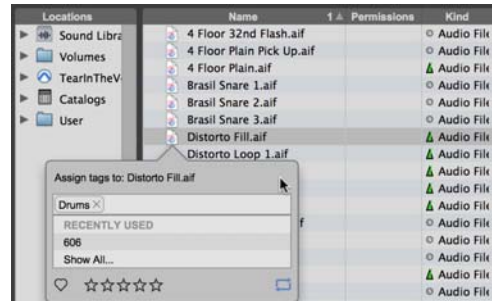 Locations Name 1 Permissions Kind
Sound Libra 4 Floor 32nd Flash.aif Audio File
Volumes 4 Floor Plain Pick Up.aif Audio File
TearInTheV 4 Floor Plain.aif Audio File
Catalogs Brasil Snare 1.aif Audio File
User Brasil Snare 2.aif Audio File
Brasil Snare 3.aif Audio File
Distorto Fill.aif Audio File
Distorto Loop 1.aif Audio File
Assign tags to: Distorto Fill.aif Audio File
Audio File
Drums Audio File
RECENTLY USED f Audio File
606 Audio File
Show All... Audio File
Audio File
Audio File